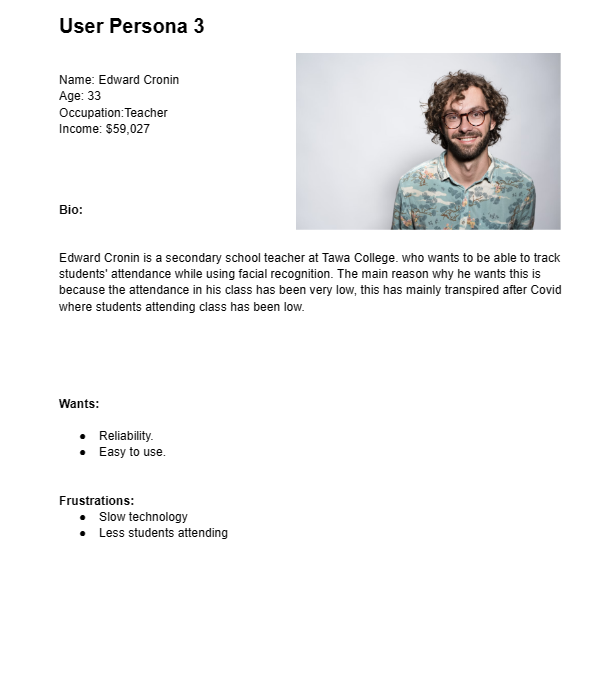 User Persona 3
Name: Edward Cronin
Age: 33
Occupation:Teacher
Income: $59,027
Bio:
Edward Cronin is a secondary school teacher at Tawa College. who wants to be able to track
students' attendance while using facial recognition. The main reason why he wants this is
because the attendance in his class has been very low, this has mainly transpired after Covid
where students attending class has been low.
Wants:
● Reliability.
● Easy to use.
Frustrations:
● Slow technology
● Less students attending